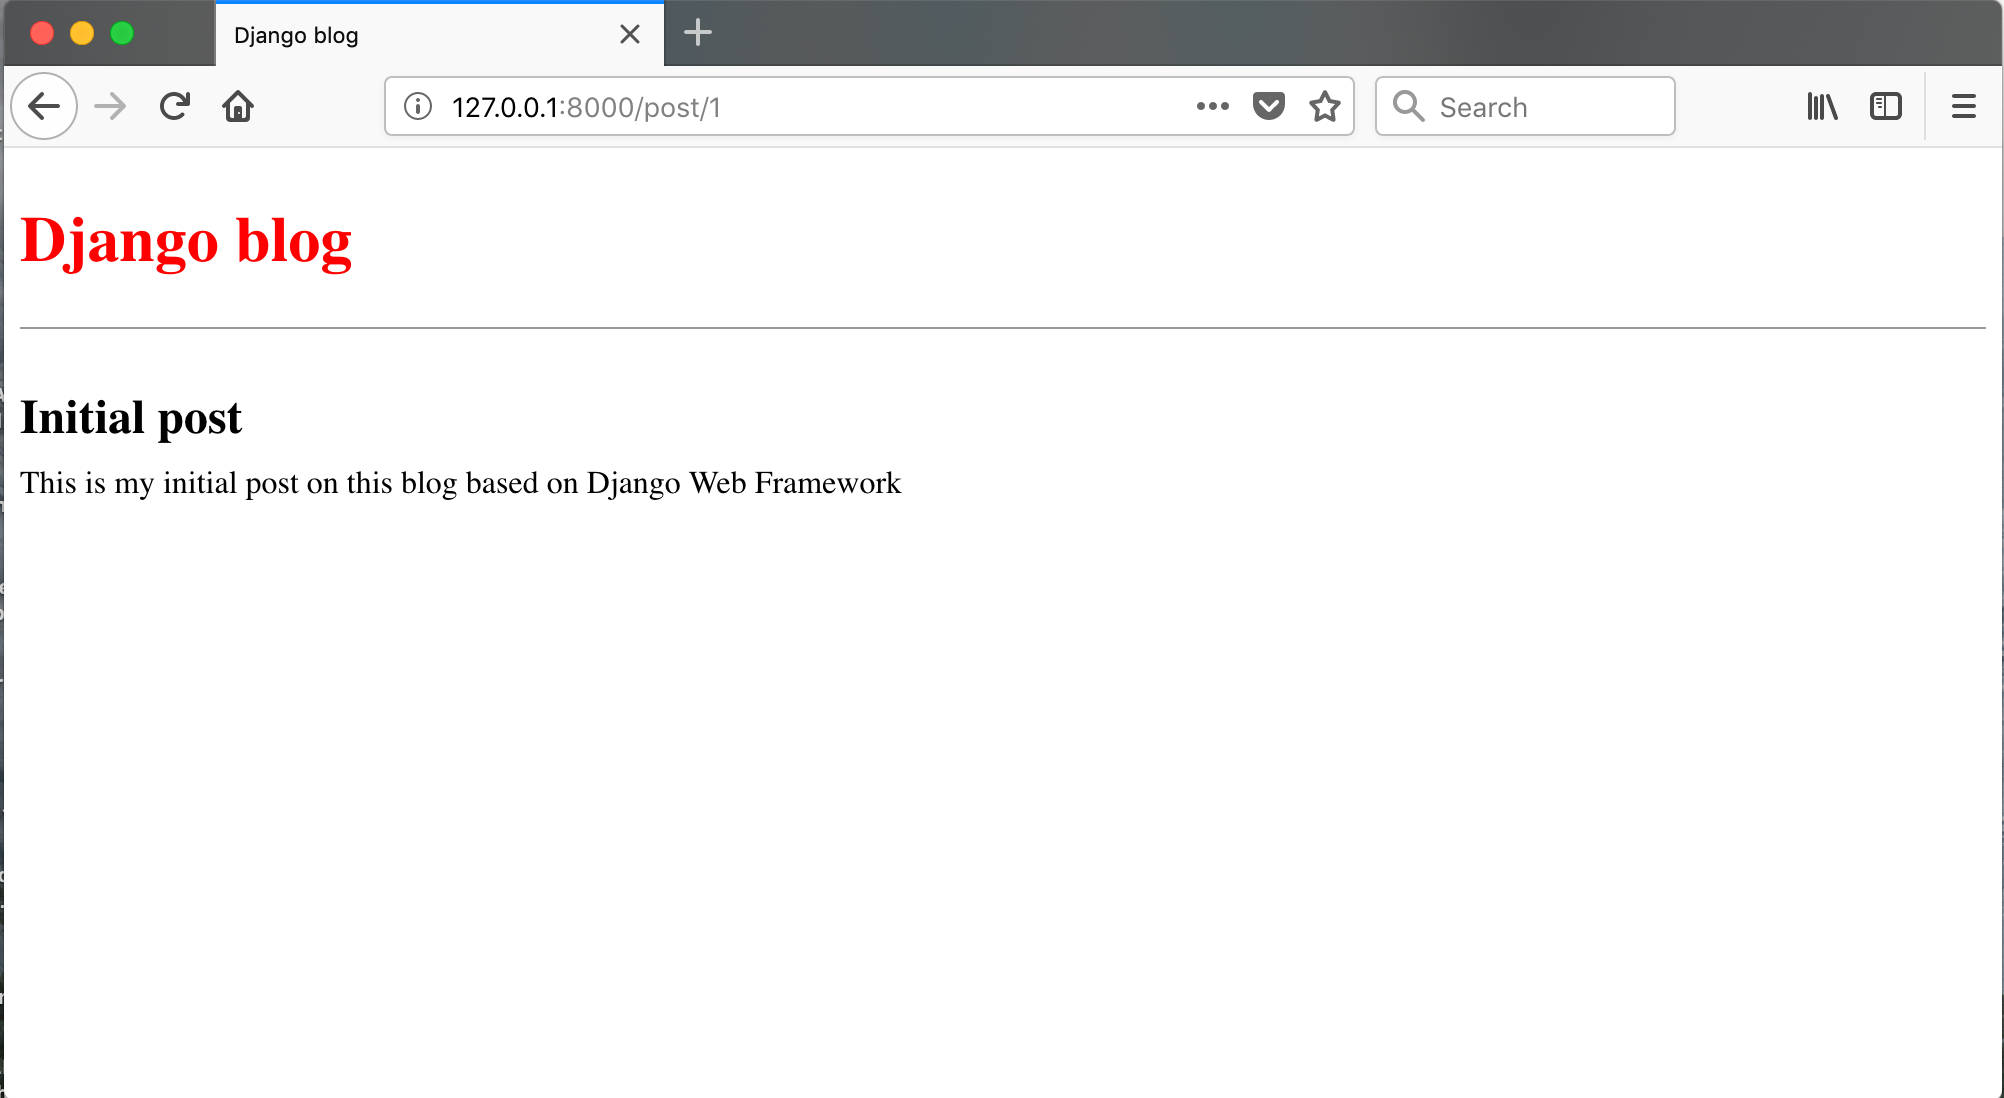 Django blog
127.0.0.1:8000/post/1
Search
Django blog
Initial post
This is my initial post on this blog based on Django Web Framework